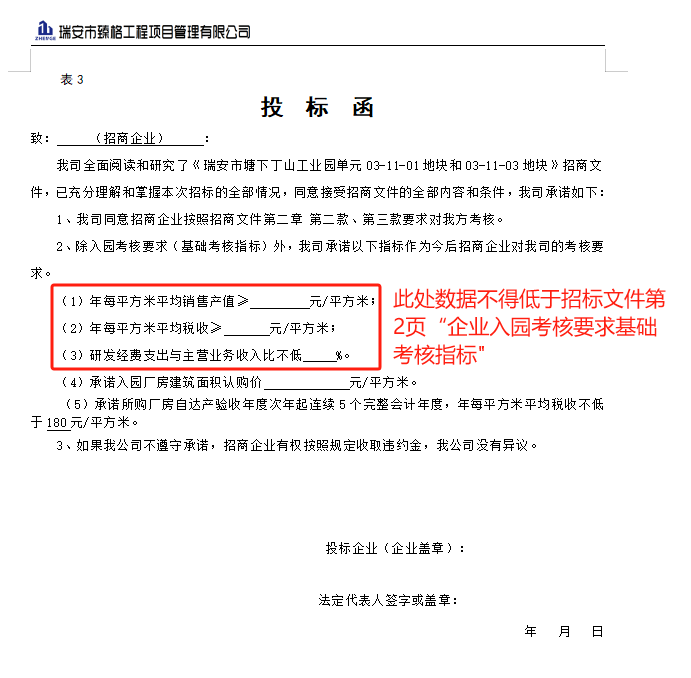 ZHENGE 瑞安市臻格工程项目管理有限公司
表 3
投 标 函
致:（招商企业）:
我司全面阅读和研究了《瑞安市塘下丁山工业园单元 03-11-01 地块和 03-11-03 地块》招商文
件，已充分理解和掌握本次招标的全部情况，同意接受招商文件的全部内容和条件，我司承诺如下:
1、我司同意招商企业按照招商文件第二章 第二款、第三款要求对我方考核。
2、除入园考核要求（基础考核指标）外，我司承诺以下指标作为今后招商企业对我司的考核要
求。
（1）年每平方米平均销售产值≥________元/平方米;
（2）年每平方米平均税收≥______元/平方米;
（3）研发经费支出与主营业务收入比不低_____%。
此处数据不得低于招标文件第
2页“企业入园考核要求基础
考核指标"
（4）承诺入园厂房建筑面积认购价___________元/平方米。
（5）承诺所购厂房自达产验收年度次年起连续 5 个完整会计年度，年每平方米平均税收不低
于 180 元/平方米。
3、如果我公司不遵守承诺，招商企业有权按照规定收取违约金，我公司没有异议。
投标企业（企业盖章）:
法定代表人签字或盖章:
年 月 日